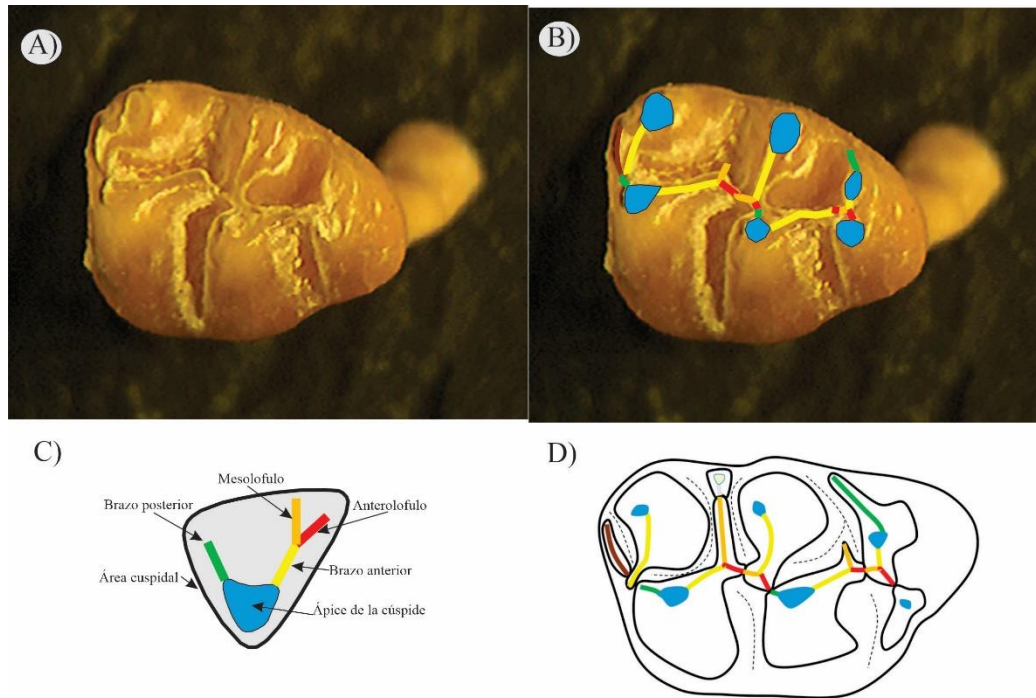 A)
B)
C)
D)
Mesolofulo
Brazo posterior
Anterolofulo
Área cuspidal
Brazo anterior
Ápice de la cúspide